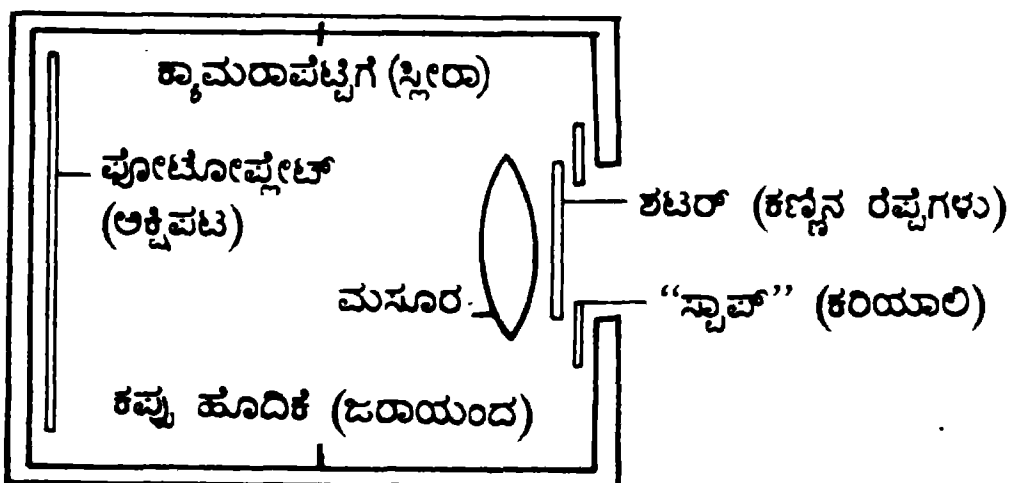 ಕ್ಯಾಮರಾಪೆಟ್ಟಿಗೆ (ಸ್ಲೀರಾ)
ಫೋಟೋಪ್ಲೇಟ್
(ಅಕ್ಷಿಪಟ)
ಶಟರ್ (ಕಣ್ಣಿನ ರೆಪ್ಪೆಗಳು)
ಮಸೂರ
“ಸ್ಟಾಪ್” (ಕರಿಯಾಲಿ)
ಕಪ್ಪು ಹೊದಿಕೆ (ಜರಾಯಂದ)